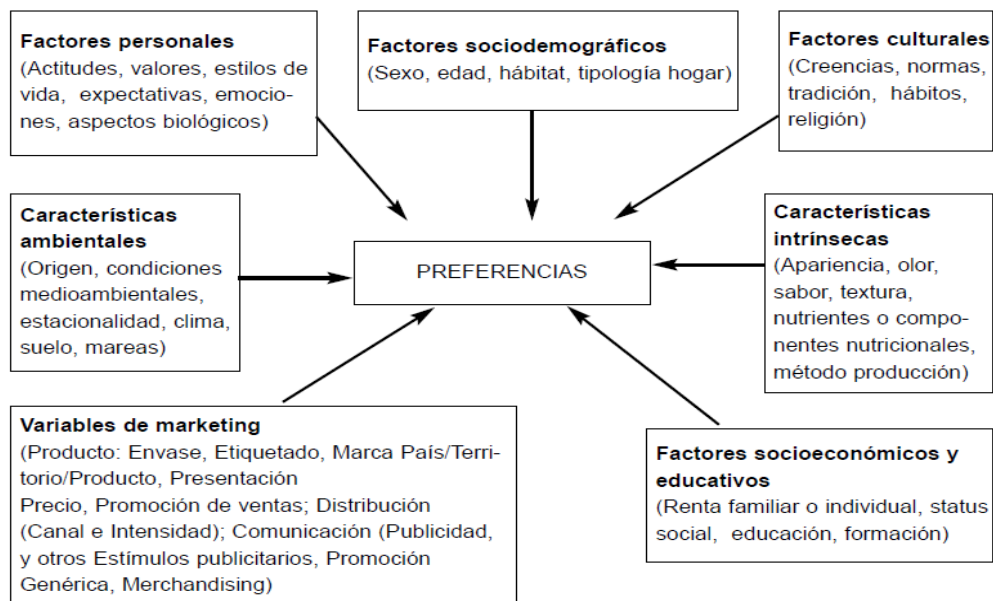 Factores personales
(Actitudes, valores, estilos de
vida, expectativas, emocio-
nes, aspectos biológicos)
Factores sociodemográficos
(Sexo, edad, hábitat, tipología hogar)
Factores culturales
(Creencias, normas,
tradición, hábitos,
religión)
Características
ambientales
(Origen, condiciones
medioambientales,
estacionalidad, clima,
suelo, mareas)
PREFERENCIAS
Características
intrínsecas
(Apariencia, olor,
sabor, textura,
nutrientes o compo-
nentes nutricionales,
método producción)
Variables de marketing
(Producto: Envase, Etiquetado, Marca País/Terri-
torio/Producto, Presentación
Precio, Promoción de ventas; Distribución
(Canal e Intensidad); Comunicación (Publicidad,
y otros Estímulos publicitarios, Promoción
Genérica, Merchandising)
Factores socioeconómicos y
educativos
(Renta familiar o individual, status
social, educación, formación)